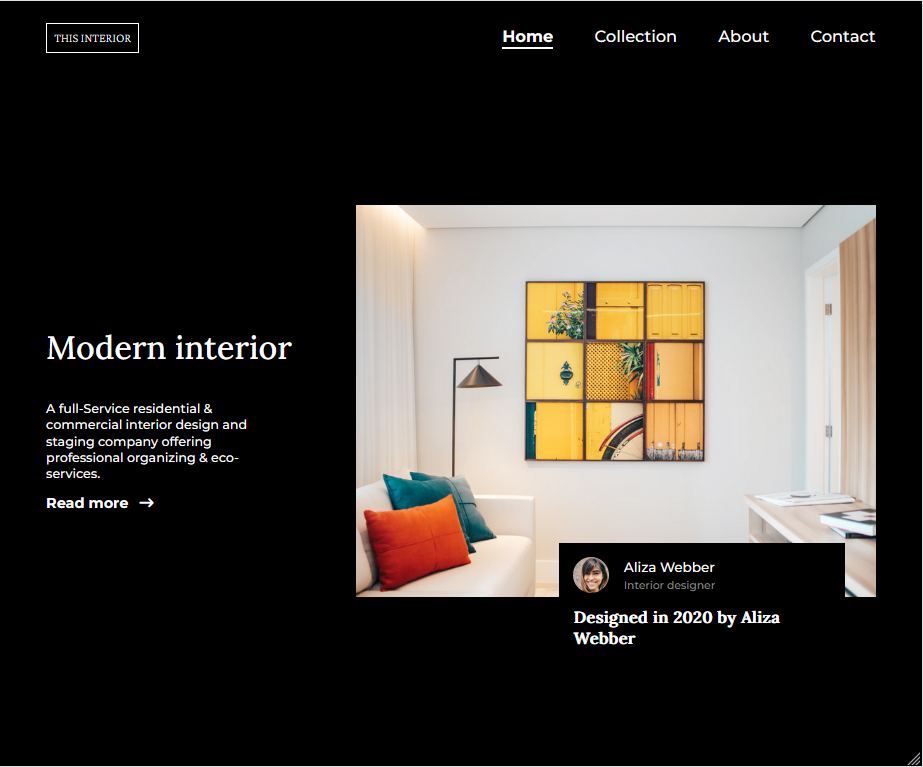 THIS INTERIOR
Home
Collection
About
Contact
Modern interior
A full-Service residential &
commercial interior design and
staging company offering
professional organizing & eco-
services.
Read more →
Aliza Webber
Interior designer
Designed in 2020 by Aliza
Webber